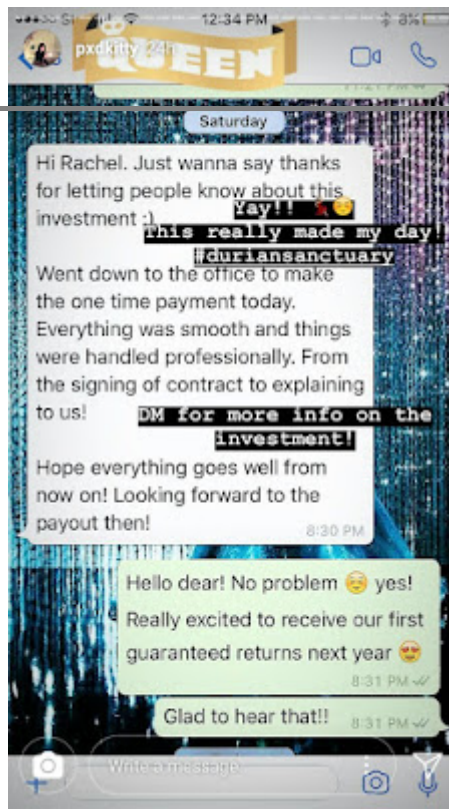 12:34 PM
8%
pxdkitty 24h
QUEEN
Saturday
Hi Rachel. Just wanna say thanks
for letting people know about this
investment :)
Yay!!
This really made my day!
#duriansanctuary
Went down to the office to make
the one time payment today.
Everything was smooth and things
were handled professionally. From
the signing of contract to explaining
to us!
DM for more info on the
investment!
Hope everything goes well from
now on! Looking forward to the
payout then!
8:30 PM
Hello dear! No problem ☺️ yes!
Really excited to receive our first
guaranteed returns next year 😍
8:31 PM
Glad to hear that!!
8:31 PM
Write a message